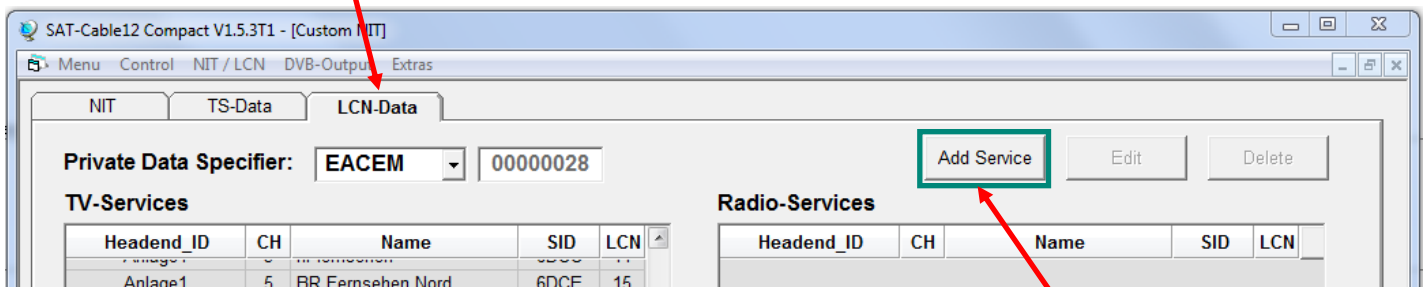 SAT-Cable12 Compact V1.5.3T1 - [Custom NIT]
Menu Control NIT / LCN DVB-Output Extras
NIT TS-Data LCN-Data
Private Data Specifier: EACEM 00000028 Add Service Edit Delete
TV-Services Radio-Services
Headend_ID CH Name SID LCN Headend_ID CH Name SID LCN
Anlage1 5 BR Fernsehen Nord 6DCE 15